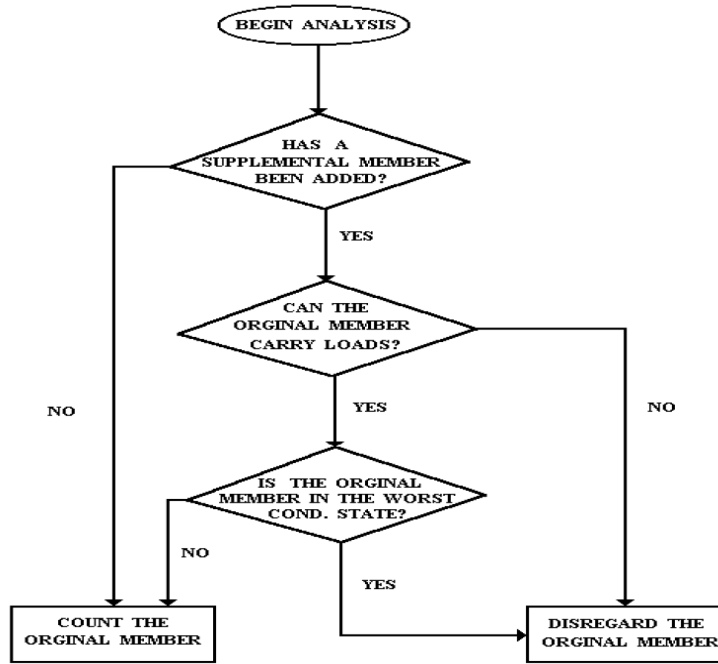 BEGIN ANALYSIS
HAS A
SUPPLEMENTAL MEMBER
BEEN ADDED?
YES
CAN THE
ORGINAL MEMBER
CARRY LOADS?
NO
YES
NO
IS THE ORGINAL
MEMBER IN THE WORST
COND. STATE?
NO
YES
COUNT THE
ORGINAL MEMBER
DISREGARD THE
ORGINAL MEMBER